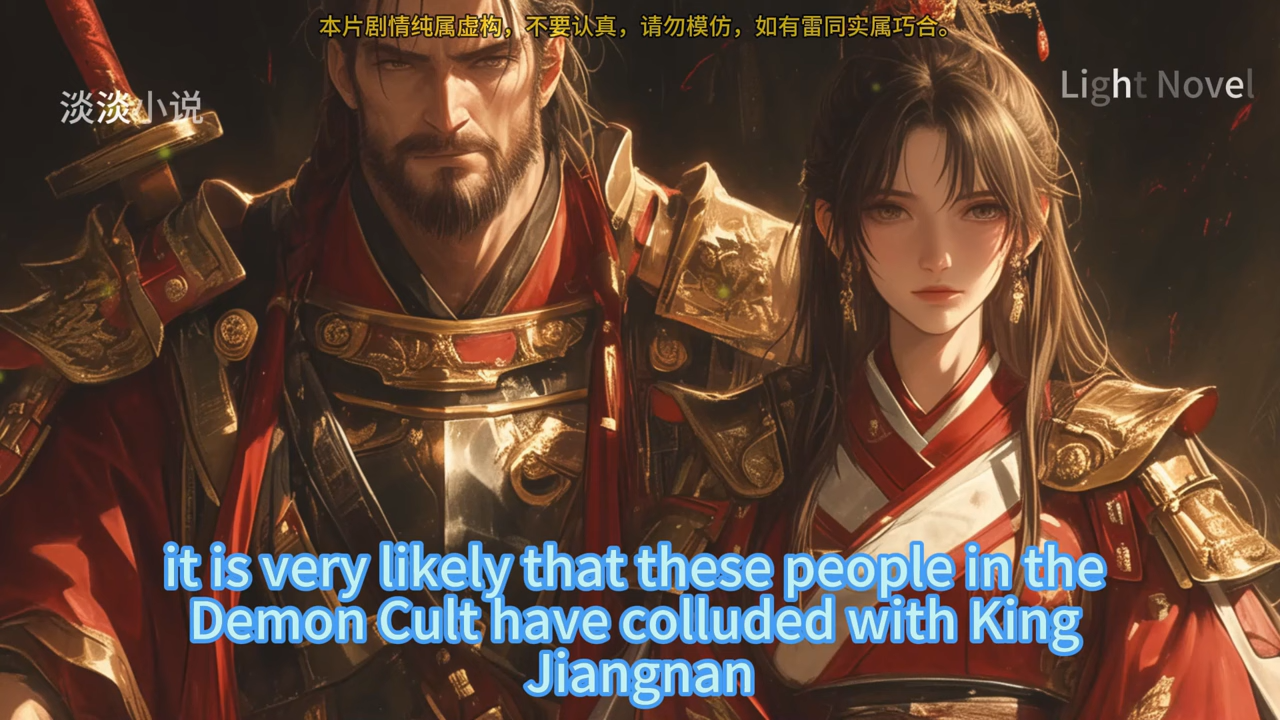 本片剧情纯属虚构，不要认真，请勿模仿，如有雷同实属巧合。
淡淡小说
Light Novel
it is very likely that these people in the
Demon Cult have colluded with King
Jiangnan